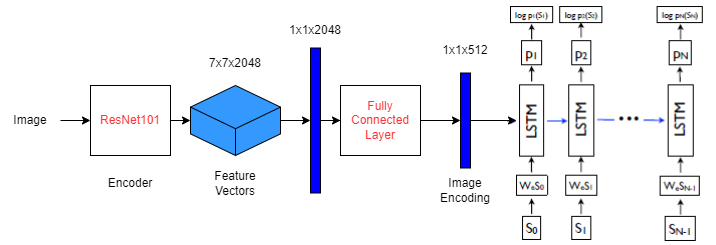 log p1(S1) log p2(S2) log pN(SN)
1x1x2048
p1 p2 pN
1x1x512
7x7x2048
Image ResNet101 Fully
Connected
Layer
LSTM LSTM ... LSTM
Encoder Feature
Vectors
Image
Encoding
WeS0 WeS1 WeSN-1
S0 S1 SN-1